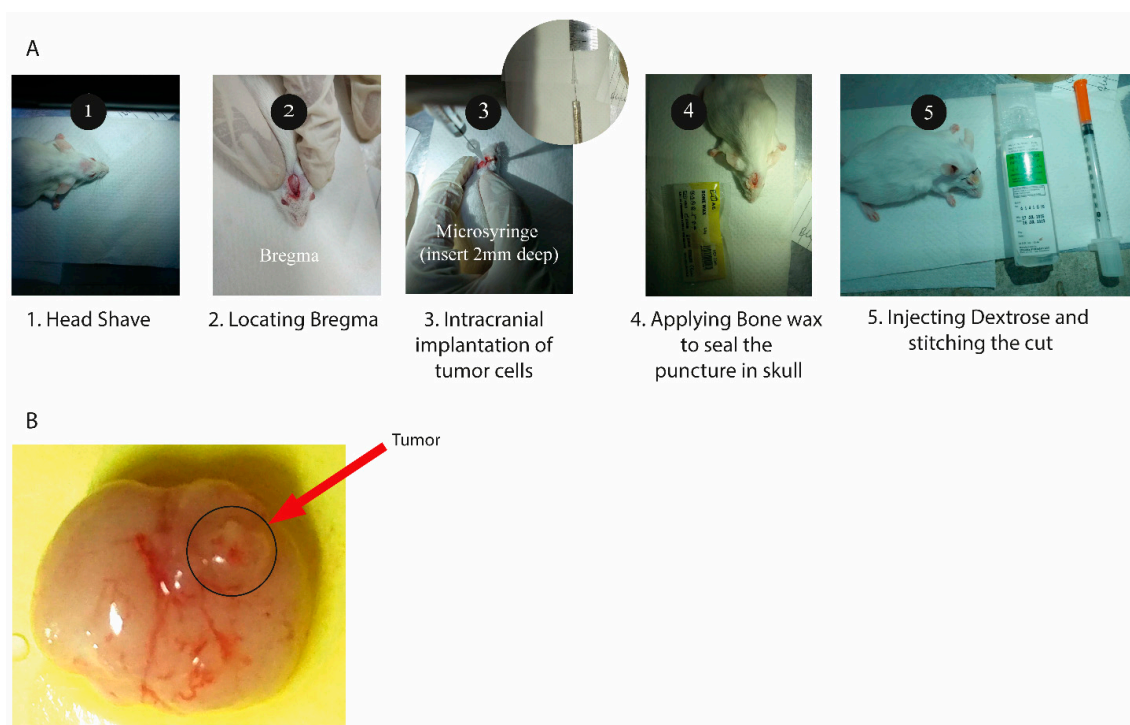 A
1
2
3
4
5
Bregma
Microsyringe
(insert 2mm deep)
BONE WAX
1. Head Shave
2. Locating Bregma
3. Intracranial
implantation of
tumor cells
4. Applying Bone wax
to seal the
puncture in skull
5. Injecting Dextrose and
stitching the cut
B
Tumor